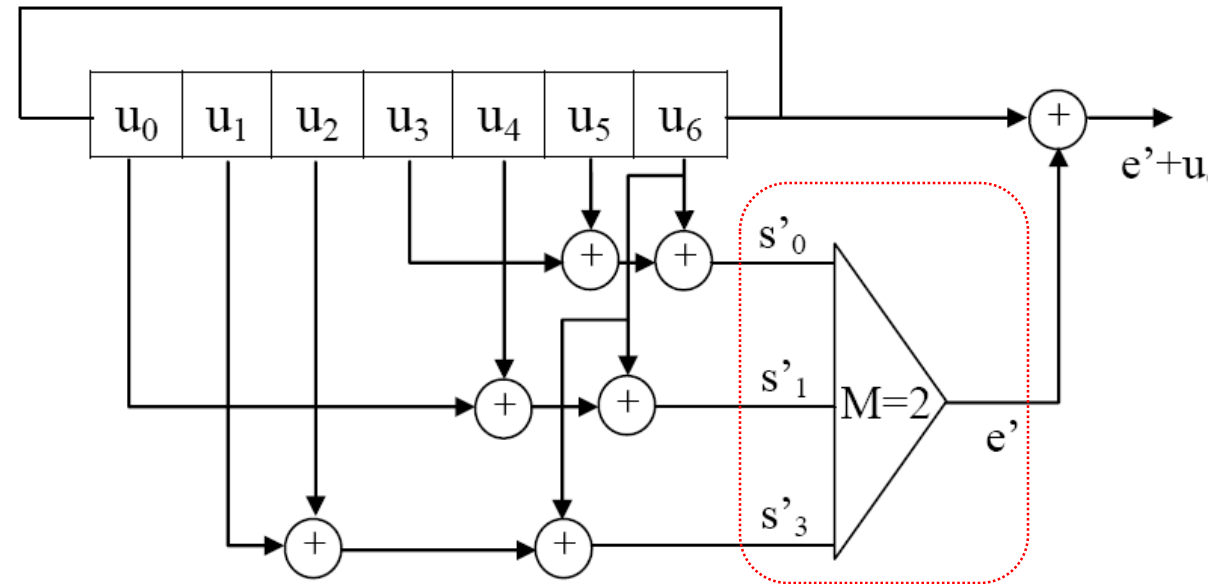 u₀ u₁ u₂ u₃ u₄ u₅ u₆
+
e’+u
+ +
s’₀
+ +
s’₁
M=2
e’
+ +
s’₃